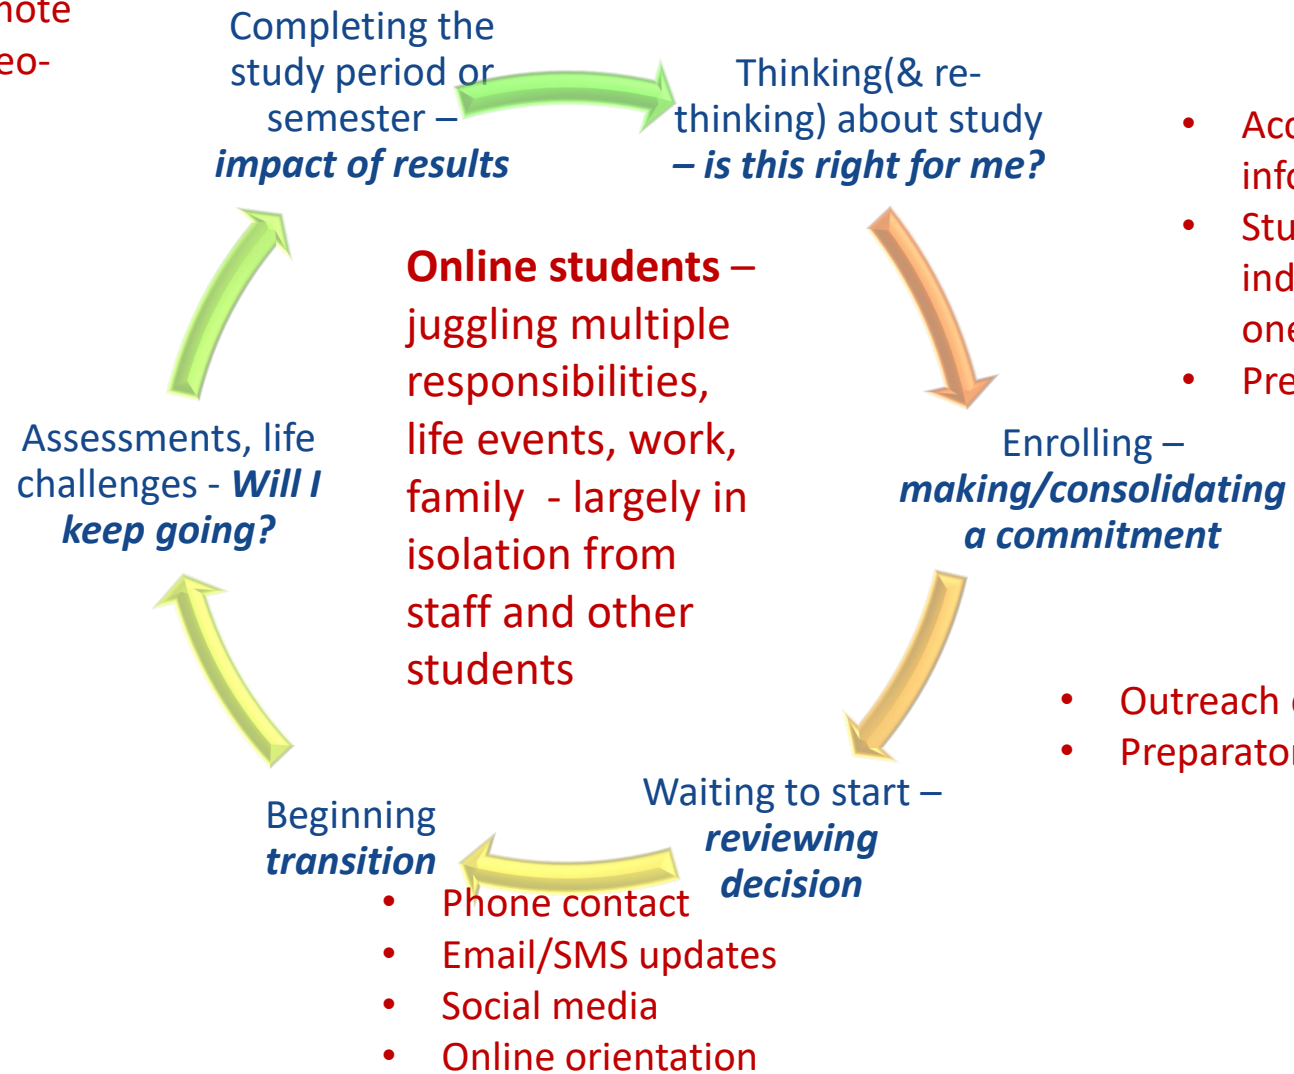 Completing the
study period or
semester –
impact of results
Thinking(& re-
thinking) about study
– is this right for me?
•
•
•
Online students –
juggling multiple
responsibilities,
life events, work,
family - largely in
isolation from
staff and other
students
Enrolling –
making/consolidating
a commitment
Assessments, life
challenges - Will I
keep going?
• Outreach
•
Waiting to start –
reviewing
decision
Beginning
transition
• Phone contact
• Email/SMS updates
• Social media
• Online orientation